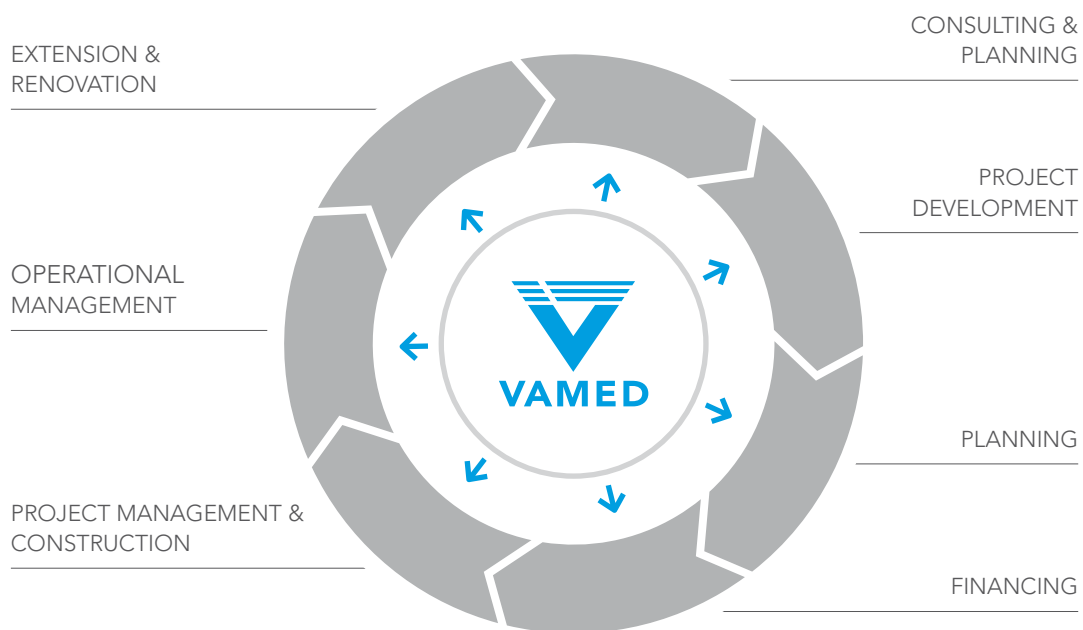 EXTENSION &
RENOVATION
CONSULTING &
PLANNING
PROJECT
DEVELOPMENT
OPERATIONAL
MANAGEMENT
VAMED
PLANNING
PROJECT MANAGEMENT &
CONSTRUCTION
FINANCING